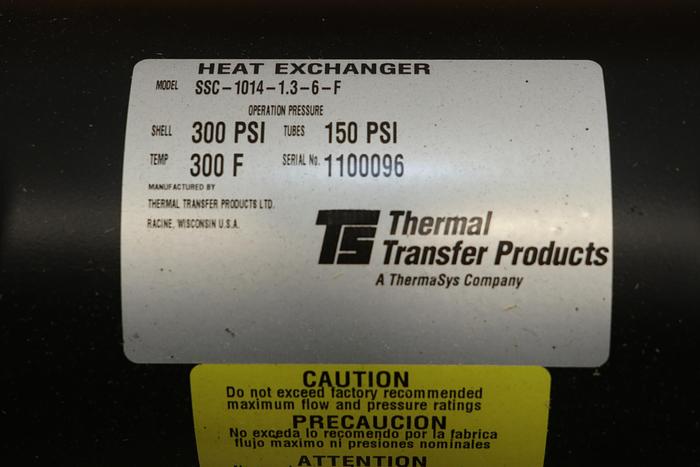 HEAT EXCHANGER
MODEL SSC-1014-1.3-6-F
OPERATION PRESSURE
SHELL 300 PSI TUBES 150 PSI
TEMP 300 F SERIAL No. 1100096
MANUFACTURED BY
THERMAL TRANSFER PRODUCTS LTD.
RACINE, WISCONSIN U.S.A.
Thermal
Transfer Products
A ThermaSys Company
CAUTION
Do not exceed factory recommended
maximum flow and pressure ratings
PRECAUCION
No exceda lo recomendo por la fabrica
flujo maximo ni presiones nominales
ATTENTION